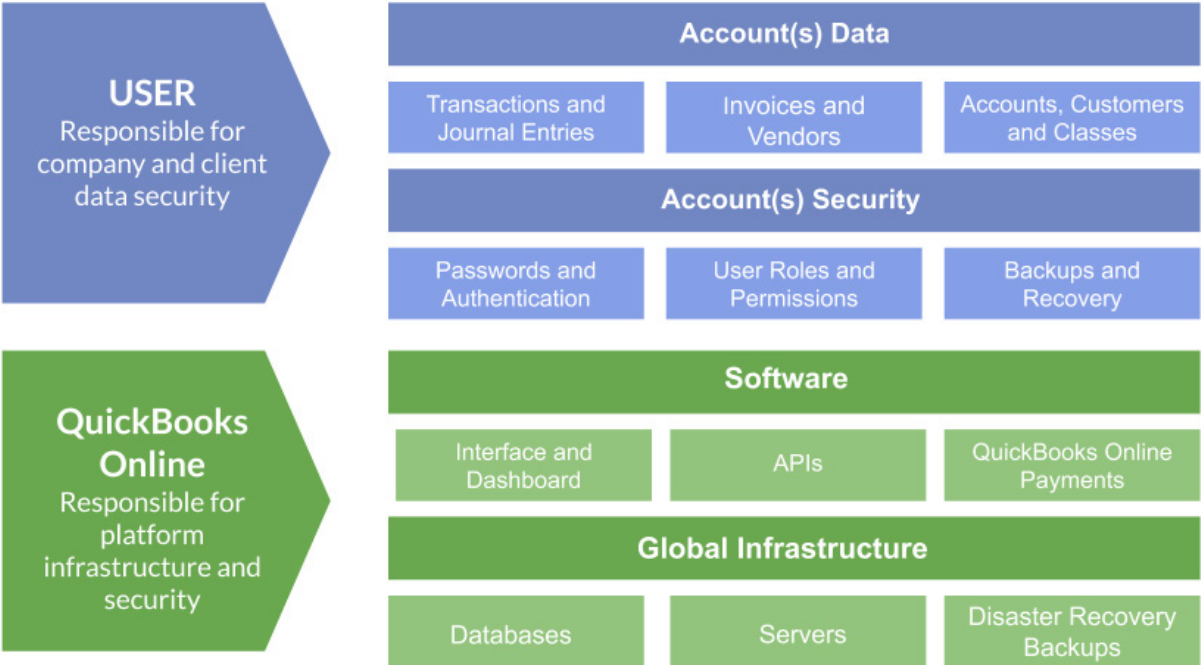 USER
Responsible for
company and client
data security
Account(s) Data
Transactions and
Journal Entries
Invoices and
Vendors
Accounts, Customers
and Classes
Account(s) Security
Passwords and
Authentication
User Roles and
Permissions
Backups and
Recovery
QuickBooks
Online
Responsible for
platform
infrastructure and
security
Software
Interface and
Dashboard
APIs
QuickBooks Online
Payments
Global Infrastructure
Databases
Servers
Disaster Recovery
Backups